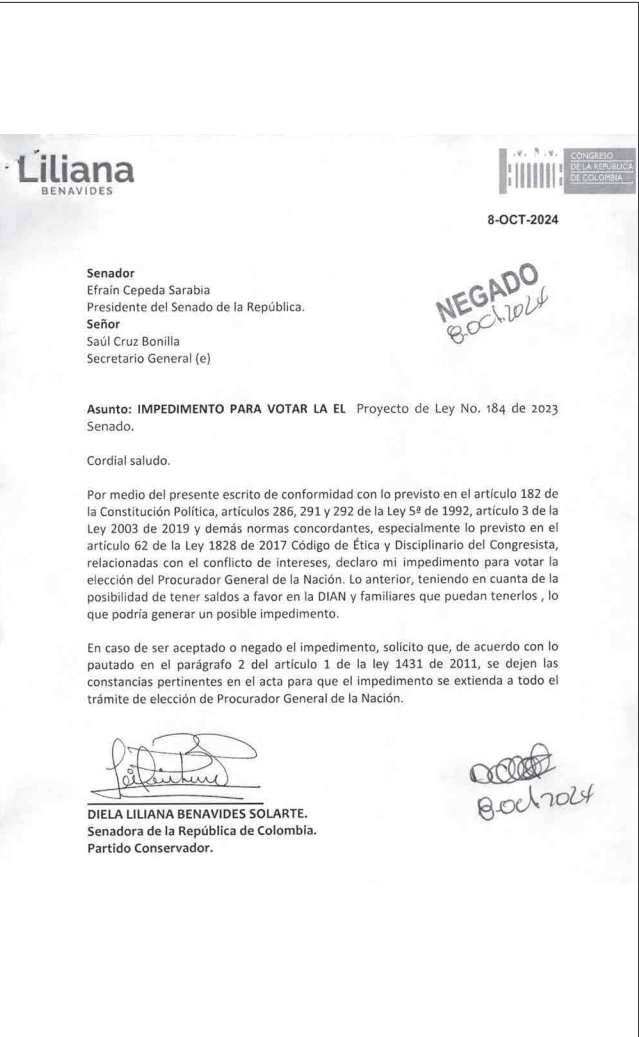 Liliana
BENAVIDES
CONGRESO
DE LA REPÚBLICA
DE COLOMBIA
8-OCT-2024
Senador
Efraín Cepeda Sarabia
Presidente del Senado de la República.
Señor
Saúl Cruz Bonilla
Secretario General (e)
NEGADO
8 oct 2024
Asunto: IMPEDIMENTO PARA VOTAR LA EL Proyecto de Ley No. 184 de 2023
Senado.
Cordial saludo.
Por medio del presente escrito de conformidad con lo previsto en el artículo 182 de
la Constitución Política, artículos 286, 291 y 292 de la Ley 5ª de 1992, artículo 3 de la
Ley 2003 de 2019 y demás normas concordantes, especialmente lo previsto en el
artículo 62 de la Ley 1828 de 2017 Código de Ética y Disciplinario del Congresista,
relacionadas con el conflicto de intereses, declaro mi impedimento para votar la
elección del Procurador General de la Nación. Lo anterior, teniendo en cuanta de la
posibilidad de tener saldos a favor en la DIAN y familiares que puedan tenerlos , lo
que podría generar un posible impedimento.
En caso de ser aceptado o negado el impedimento, solicito que, de acuerdo con lo
pautado en el parágrafo 2 del artículo 1 de la ley 1431 de 2011, se dejen las
constancias pertinentes en el acta para que el impedimento se extienda a todo el
trámite de elección de Procurador General de la Nación.
DIELA LILIANA BENAVIDES SOLARTE.
Senadora de la República de Colombia.
Partido Conservador.
8 oct 2024